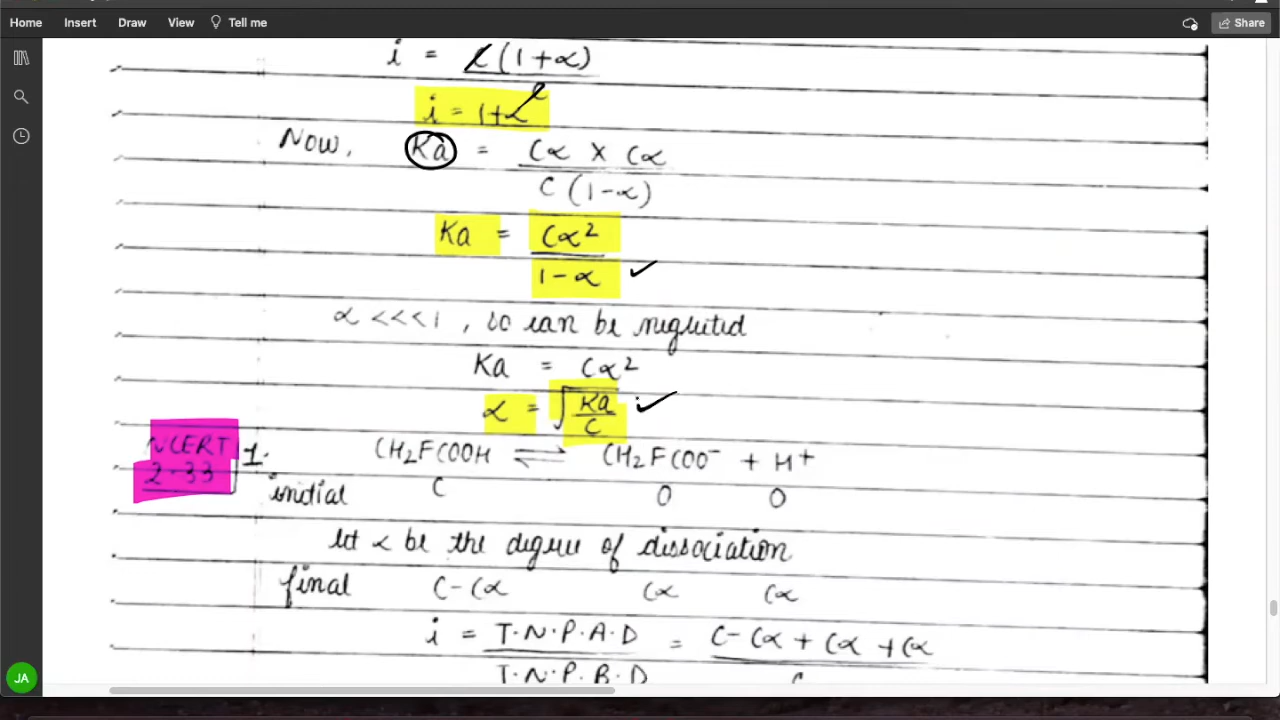 Home Insert Draw View Tell me Share
i = C(1+α)
i = 1+α
Now, Ka = Cα X Cα
C (1-α)
Ka = Cα²
1-α
α <<<1, so can be neglected
Ka = Cα²
α = √Ka
C
NCERT 1. CH2FCOOH ⇌ CH2FCOO⁻ + H⁺
2.33
initial C 0 0
let α be the degree of dissociation
final C-Cα Cα Cα
i = T.N.P.A.D = C-Cα + Cα + Cα
T.N.P.B.D C
JA